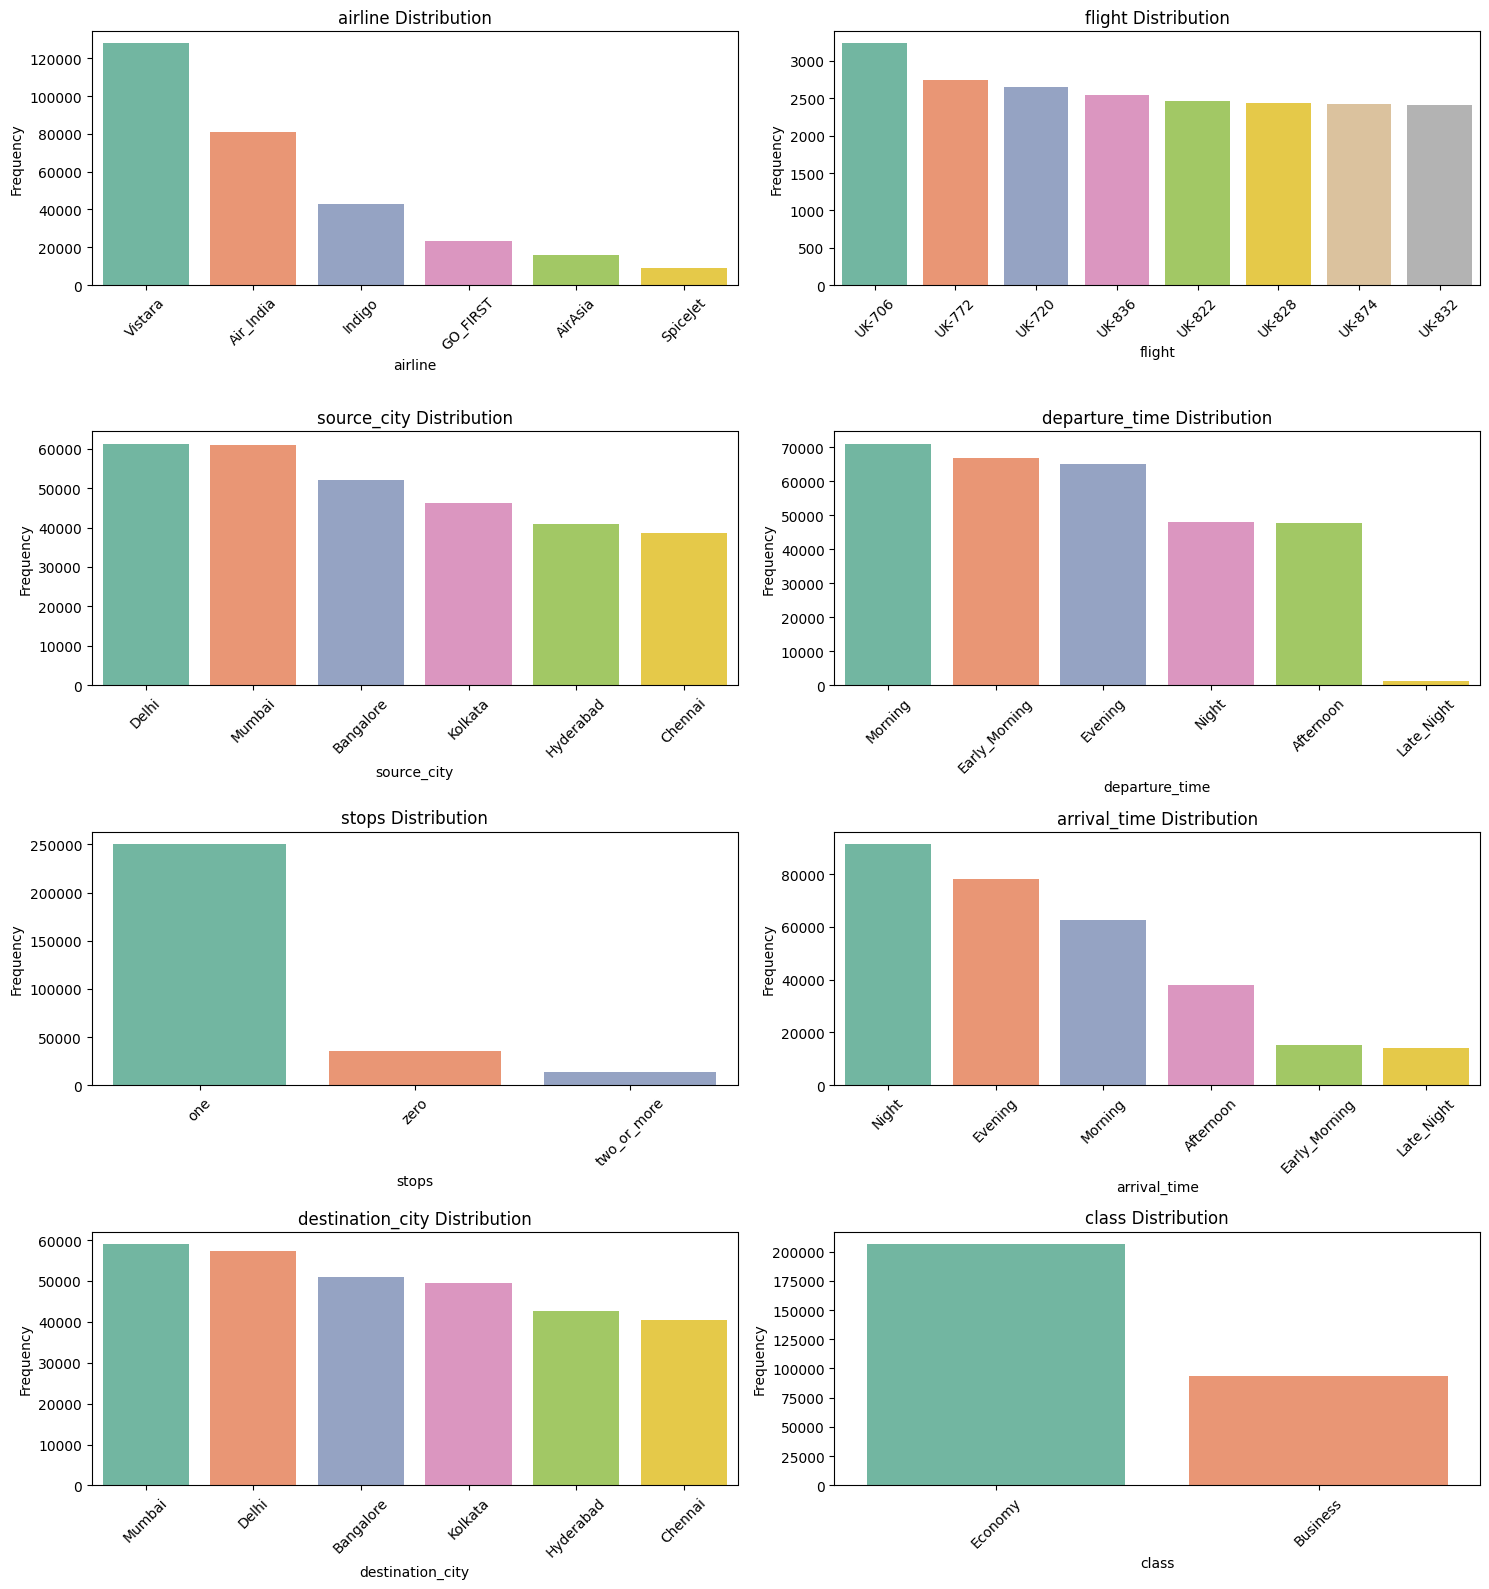 airline Distribution
Frequency
120000
100000
80000
60000
40000
20000
0
Vistara
Air_India
Indigo
GO_FIRST
AirAsia
SpiceJet
airline
flight Distribution
Frequency
3000
2500
2000
1500
1000
500
0
UK-706
UK-772
UK-720
UK-836
UK-822
UK-828
UK-874
UK-832
flight
source_city Distribution
Frequency
60000
50000
40000
30000
20000
10000
0
Delhi
Mumbai
Bangalore
Kolkata
Hyderabad
Chennai
source_city
departure_time Distribution
Frequency
70000
60000
50000
40000
30000
20000
10000
0
Morning
Early_Morning
Evening
Night
Afternoon
Late_Night
departure_time
stops Distribution
Frequency
250000
200000
150000
100000
50000
0
one
zero
two_or_more
stops
arrival_time Distribution
Frequency
80000
60000
40000
20000
0
Night
Evening
Morning
Afternoon
Early_Morning
Late_Night
arrival_time
destination_city Distribution
Frequency
60000
50000
40000
30000
20000
10000
0
Mumbai
Delhi
Bangalore
Kolkata
Hyderabad
Chennai
destination_city
class Distribution
Frequency
200000
175000
150000
125000
100000
75000
50000
25000
0
Economy
Business
class